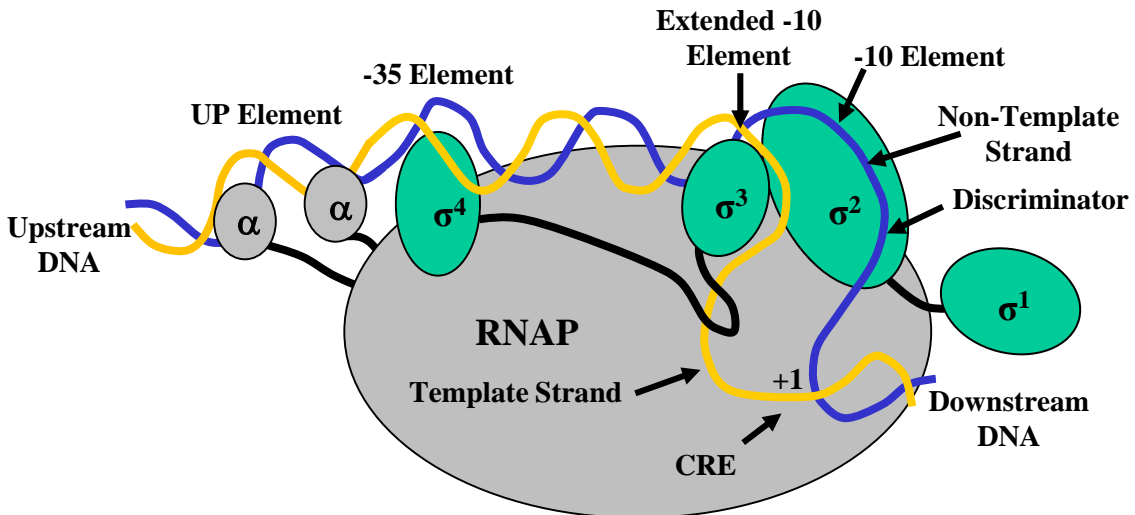 Extended -10
Element
-10 Element
-35 Element
UP Element
Non-Template
Strand
Discriminator
Upstream
DNA
α
α
σ4
σ3
σ2
σ1
RNAP
Template Strand
+1
CRE
Downstream
DNA